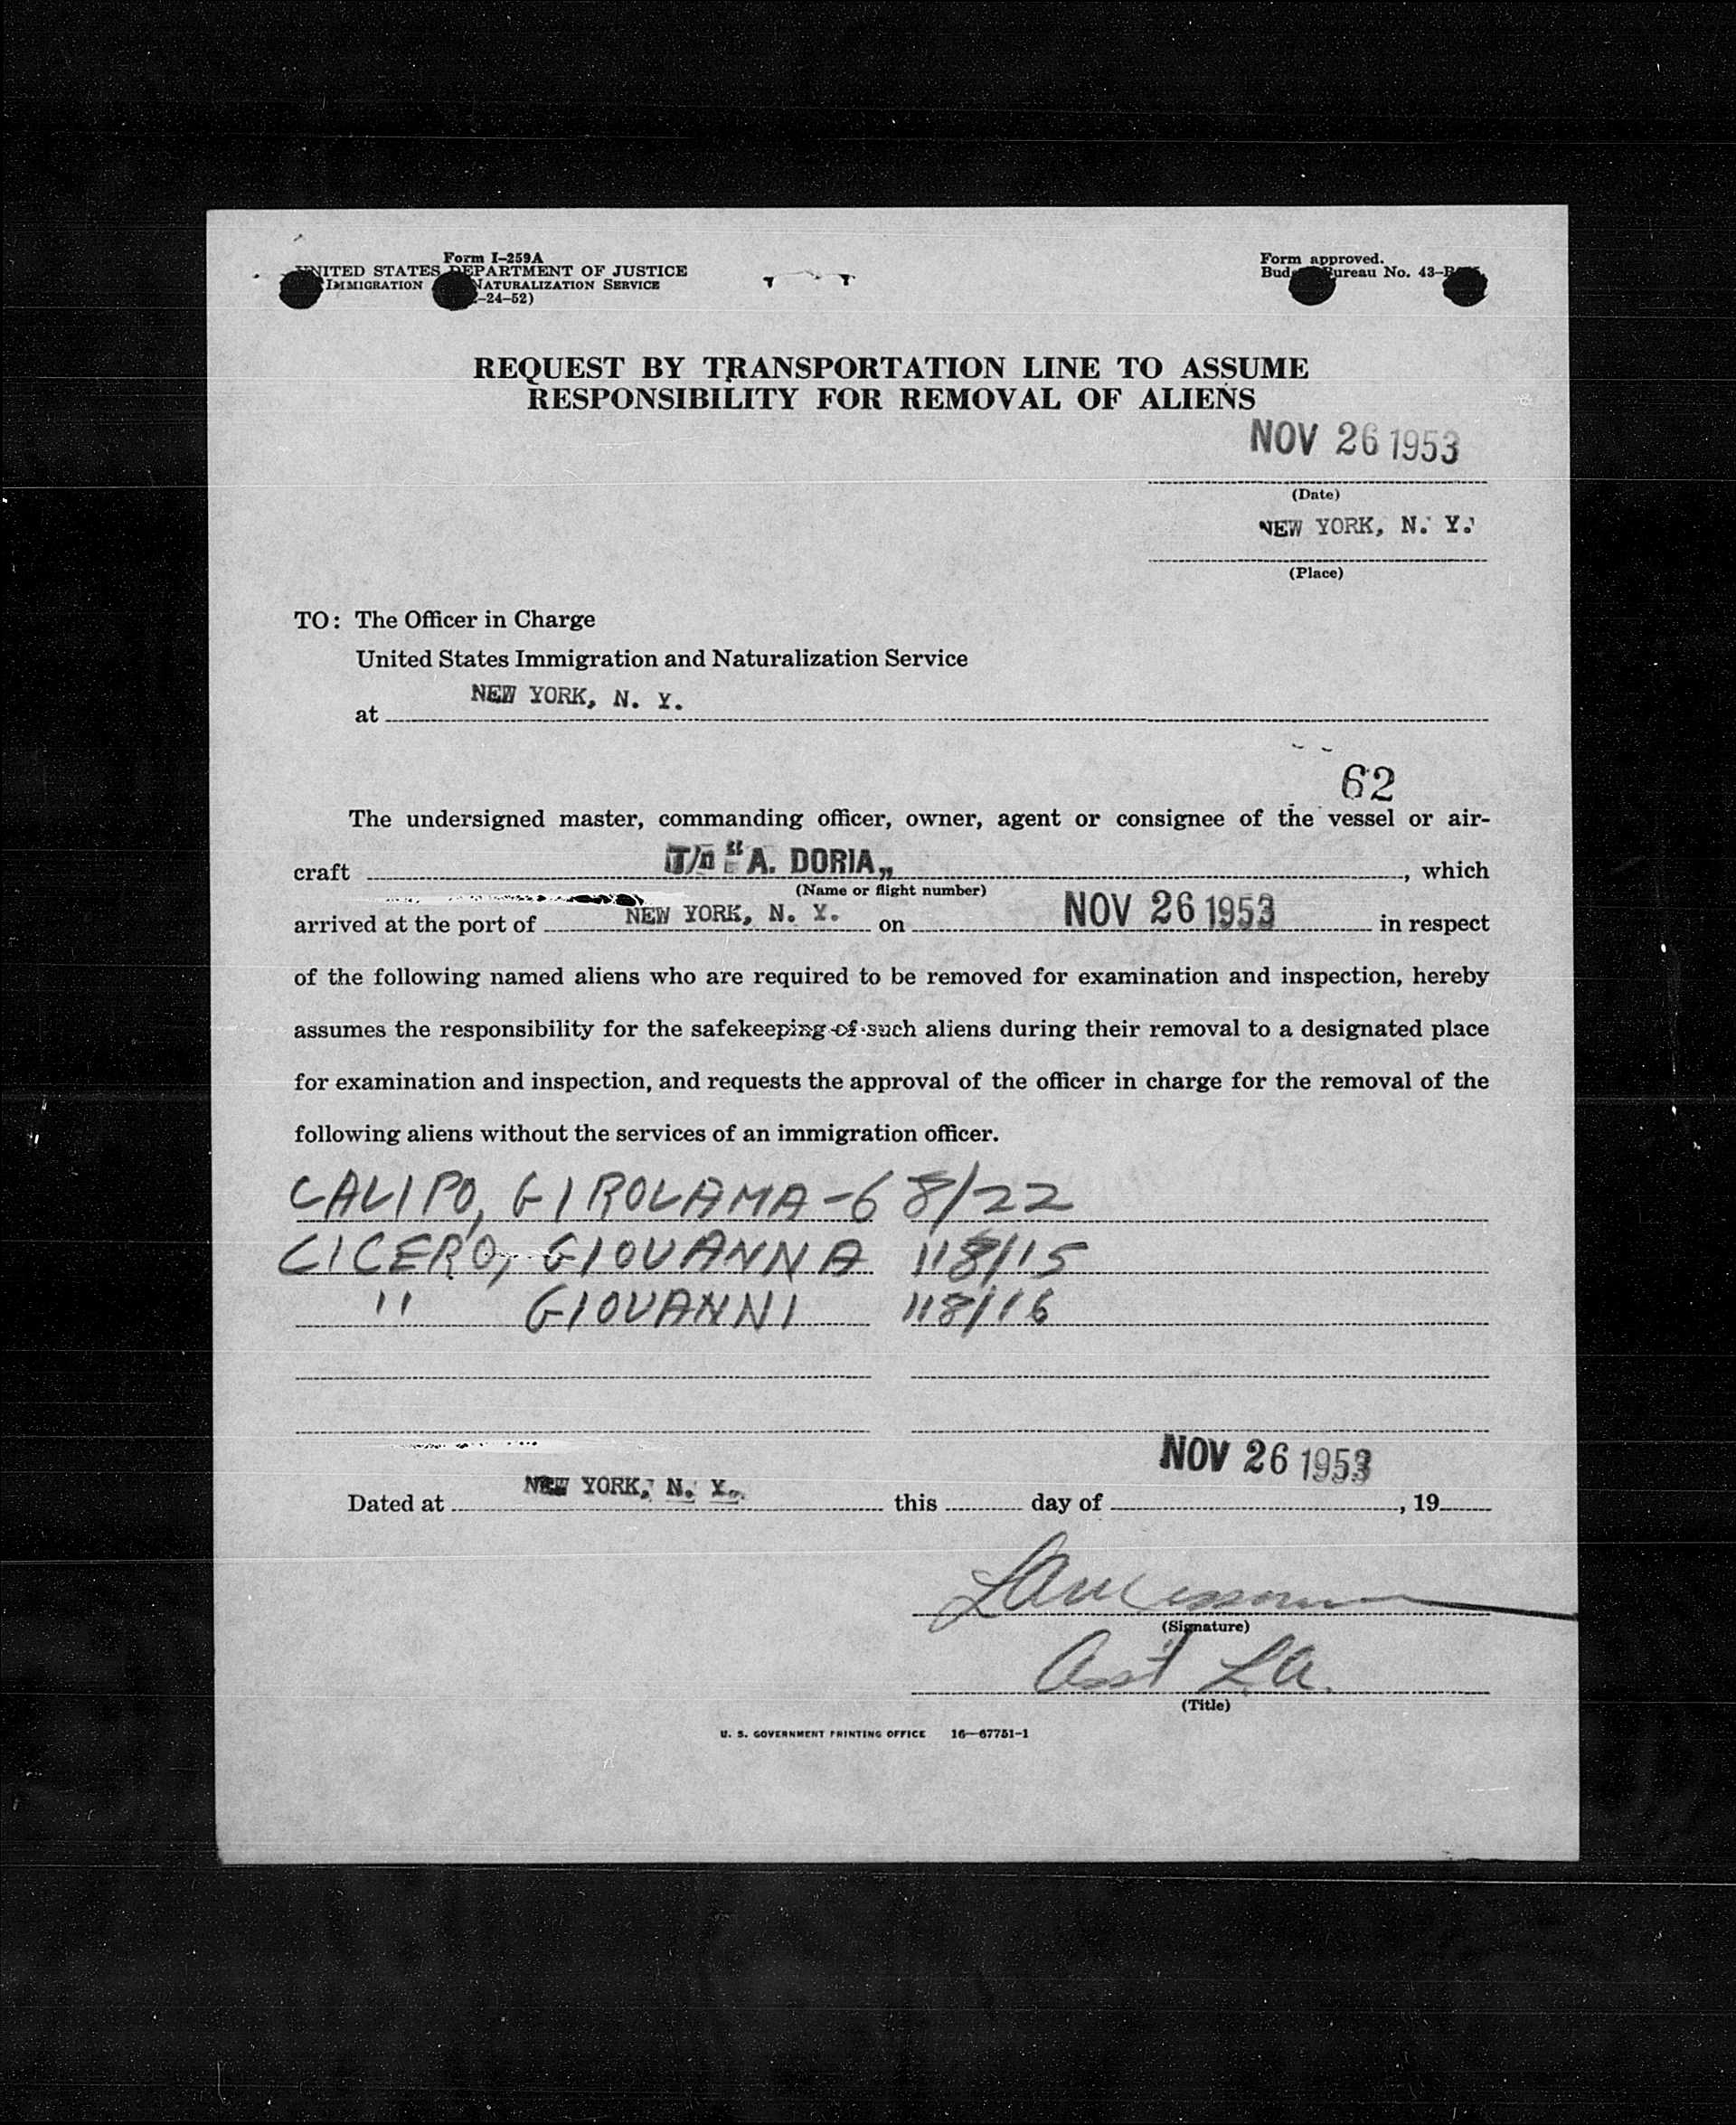 Form I-259A
UNITED STATES DEPARTMENT OF JUSTICE
IMMIGRATION NATURALIZATION SERVICE
-24-52)
Form approved.
Bureau No. 43-
REQUEST BY TRANSPORTATION LINE TO ASSUME
RESPONSIBILITY FOR REMOVAL OF ALIENS
NOV 26 1953
(Date)
NEW YORK, N. Y.
(Place)
TO: The Officer in Charge
United States Immigration and Naturalization Service
at NEW YORK, N. Y.
62
The undersigned master, commanding officer, owner, agent or consignee of the vessel or air-
craft T/n "A. DORIA„, which
(Name or flight number)
arrived at the port of NEW YORK, N. Y. on NOV 26 1953 in respect
of the following named aliens who are required to be removed for examination and inspection, hereby
assumes the responsibility for the safekeeping of such aliens during their removal to a designated place
for examination and inspection, and requests the approval of the officer in charge for the removal of the
following aliens without the services of an immigration officer.
CALIPO, GIROLAMA-6 8/22
CICERO, GIOVANNA 118/15
" GIOVANNI 118/16
NOV 26 1953
Dated at NEW YORK, N. Y. this day of , 19
(Signature)
Asst L.A.
(Title)
U. S. GOVERNMENT PRINTING OFFICE 16—67751-1